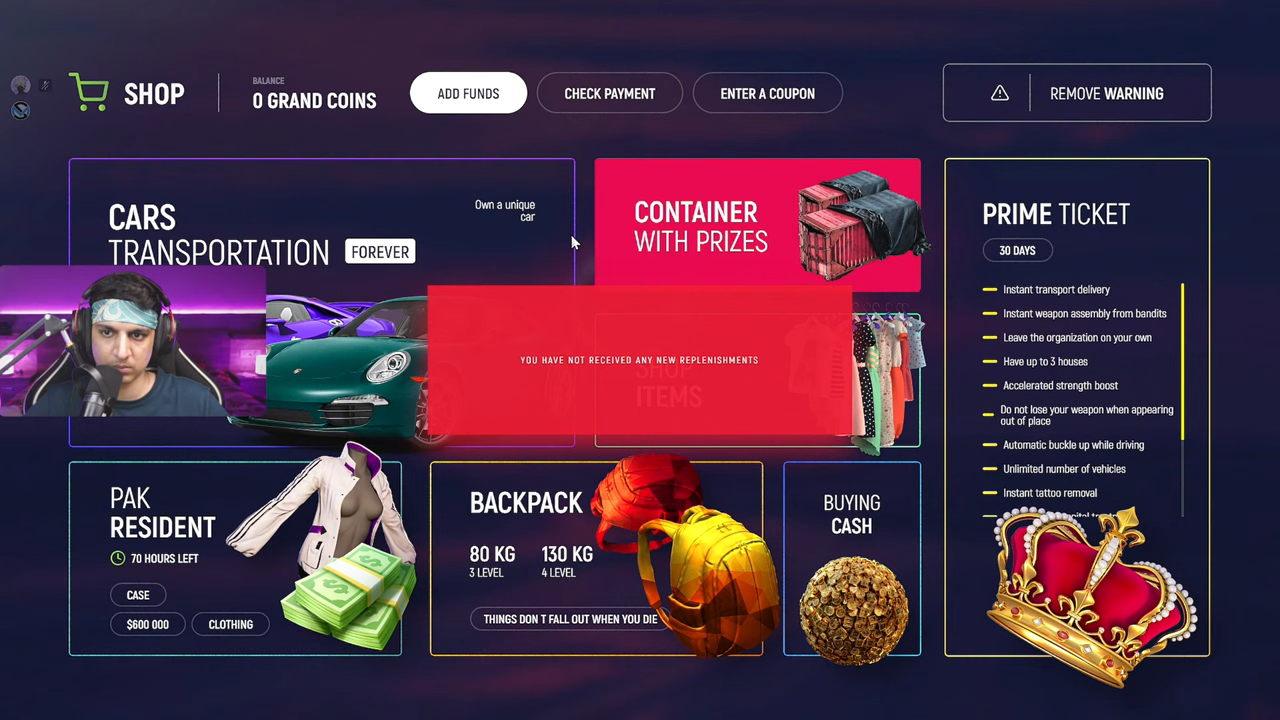 SHOP
BALANCE
0 GRAND COINS
ADD FUNDS
CHECK PAYMENT
ENTER A COUPON
REMOVE WARNING
CARS
TRANSPORTATION
FOREVER
Own a unique
car
CONTAINER
WITH PRIZES
PRIME TICKET
30 DAYS
Instant transport delivery
Instant weapon assembly from bandits
Leave the organization on your own
Have up to 3 houses
Accelerated strength boost
Do not lose your weapon when appearing
out of place
Automatic buckle up while driving
Unlimited number of vehicles
Instant tattoo removal
YOU HAVE NOT RECEIVED ANY NEW REPLENISHMENTS
SHOP
ITEMS
PAK
RESIDENT
70 HOURS LEFT
CASE
$600 000
CLOTHING
BACKPACK
80 KG
3 LEVEL
130 KG
4 LEVEL
THINGS DON T FALL OUT WHEN YOU DIE
BUYING
CASH